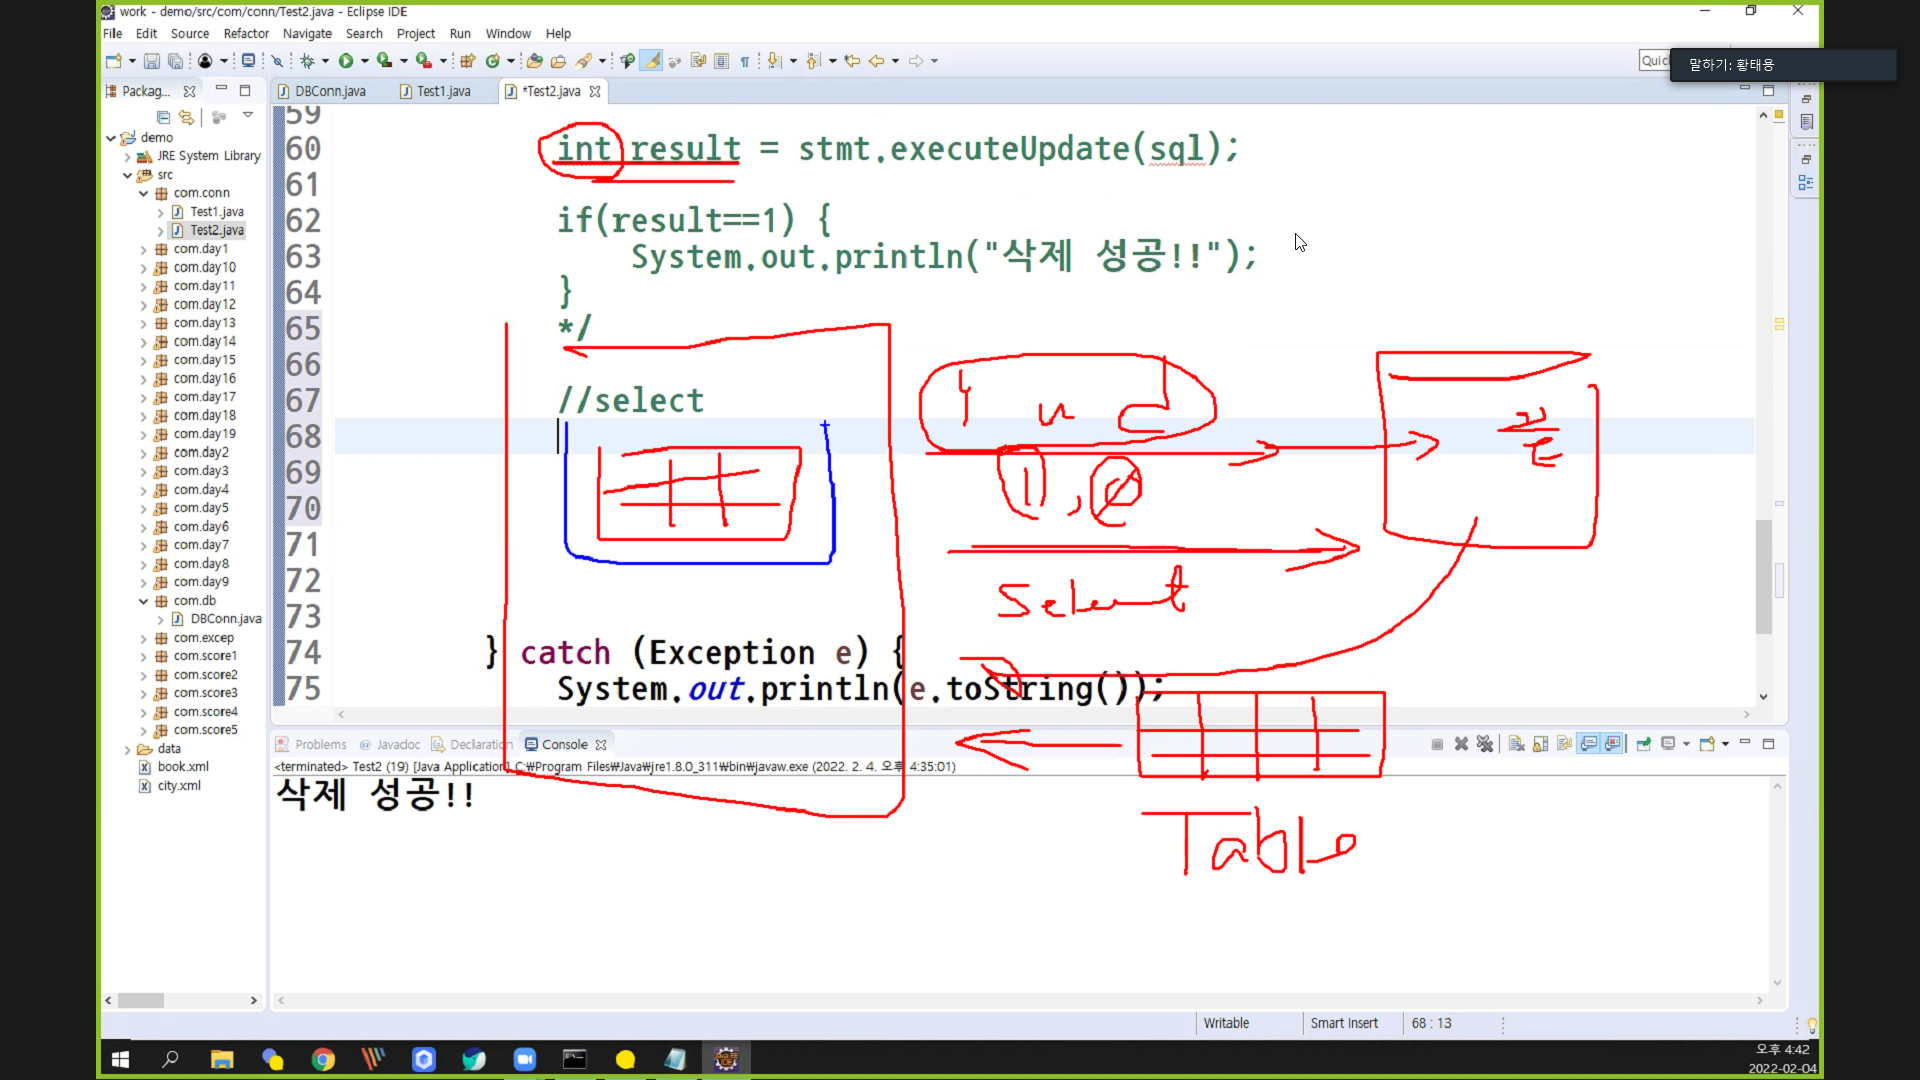 work - demo/src/com/conn/Test2.java - Eclipse IDE
File Edit Source Refactor Navigate Search Project Run Window Help
말하기: 황태용
Packag...
DBConn.java
Test1.java
*Test2.java
demo
JRE System Library
src
com.conn
Test1.java
Test2.java
com.day1
com.day10
com.day11
com.day12
com.day13
com.day14
com.day15
com.day16
com.day17
com.day18
com.day19
com.day2
com.day3
com.day4
com.day5
com.day6
com.day7
com.day8
com.day9
com.db
DBConn.java
com.excep
com.score1
com.score2
com.score3
com.score4
com.score5
data
book.xml
city.xml
59
60 int result = stmt.executeUpdate(sql);
61
62 if(result==1) {
63 System.out.println("삭제 성공!!");
64 }
65 */
66
67 //select
68
69
70
71
72
73
74 } catch (Exception e) {
75 System.out.println(e.toString());
Select
Table
Problems Javadoc Declaration Console
<terminated> Test2 (19) [Java Application] C:₩Program Files₩Java₩jre1.8.0_311₩bin₩javaw.exe (2022. 2. 4. 오후 4:35:01)
삭제 성공!!
Writable Smart Insert 68 : 13
오후 4:42
2022-02-04